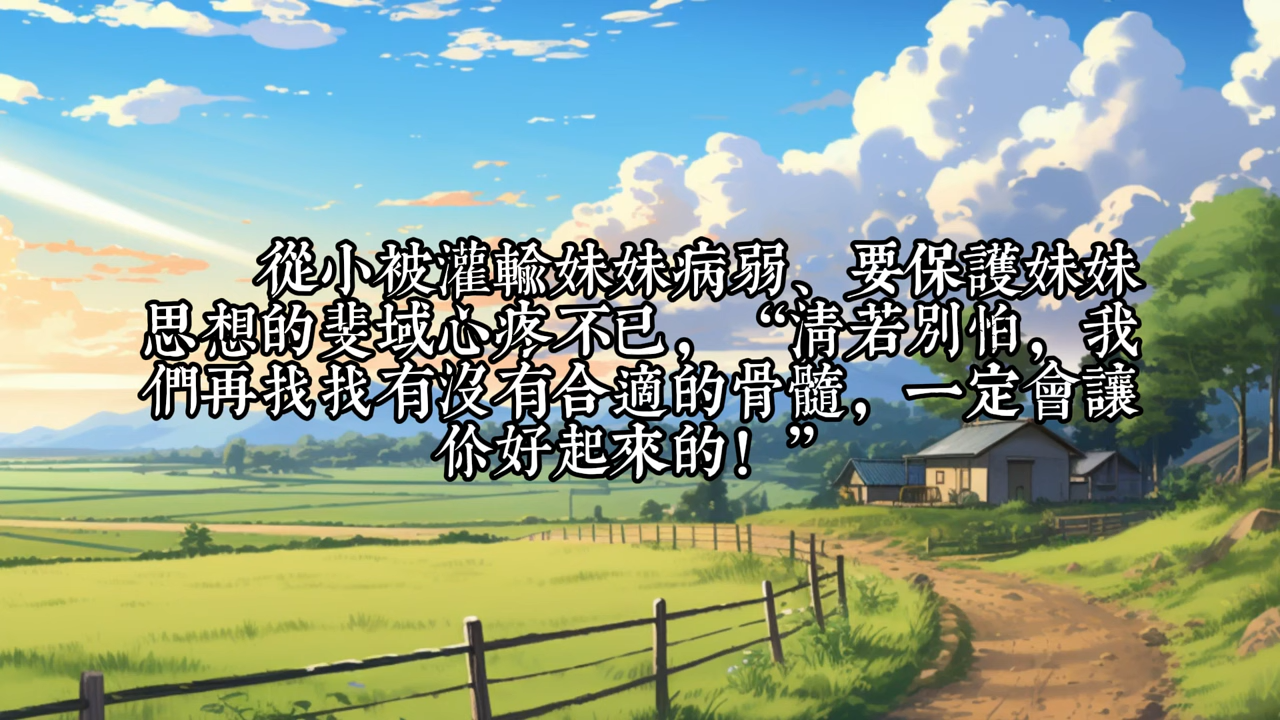 從小被灌輸妹妹病弱、要保護妹妹
思想的斐域心疼不已，“清若別怕，我
們再找找有沒有合適的骨髓，一定會讓
你好起來的！”